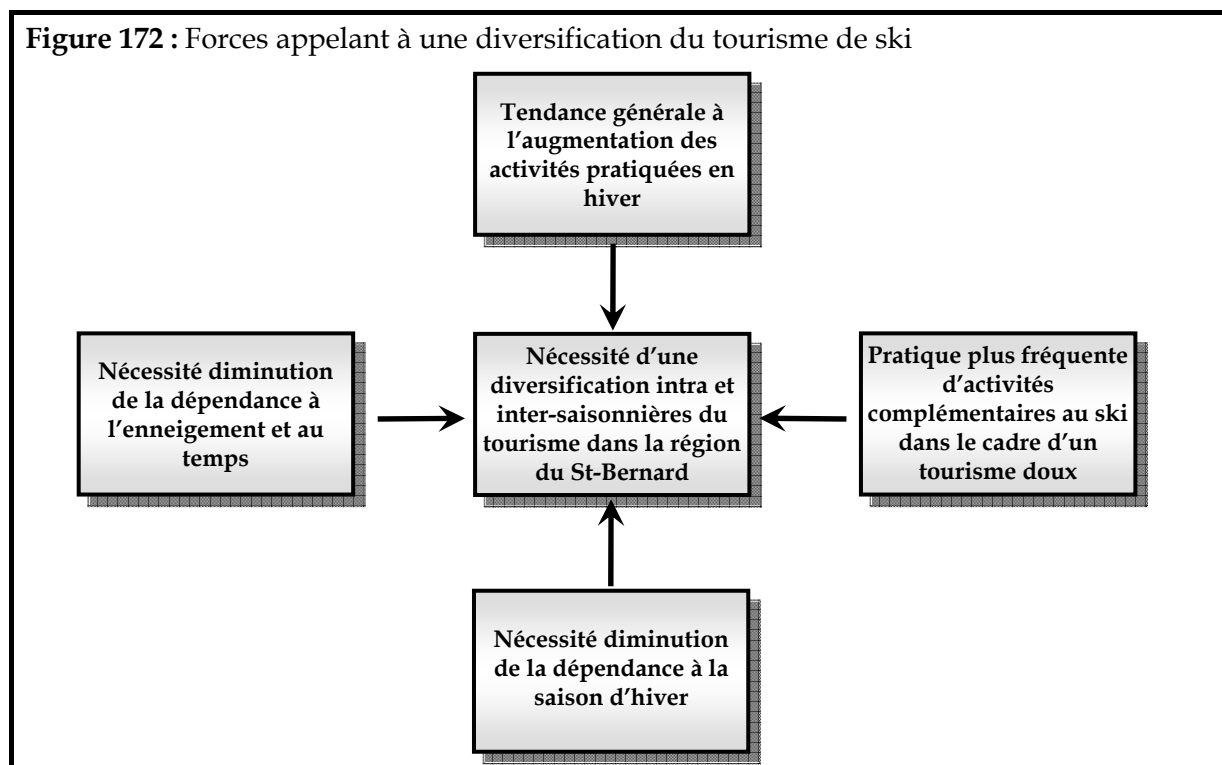 Figure 172 : Forces appelant à une diversification du tourisme de ski
Tendance générale à
l’augmentation des
activités pratiquées en
hiver
Nécessité diminution
de la dépendance à
l’enneigement et au
temps
Nécessité d’une
diversification intra et
inter-saisonnières du
tourisme dans la région
du St-Bernard
Pratique plus fréquente
d’activités
complémentaires au ski
dans le cadre d’un
tourisme doux
Nécessité diminution
de la dépendance à la
saison d’hiver